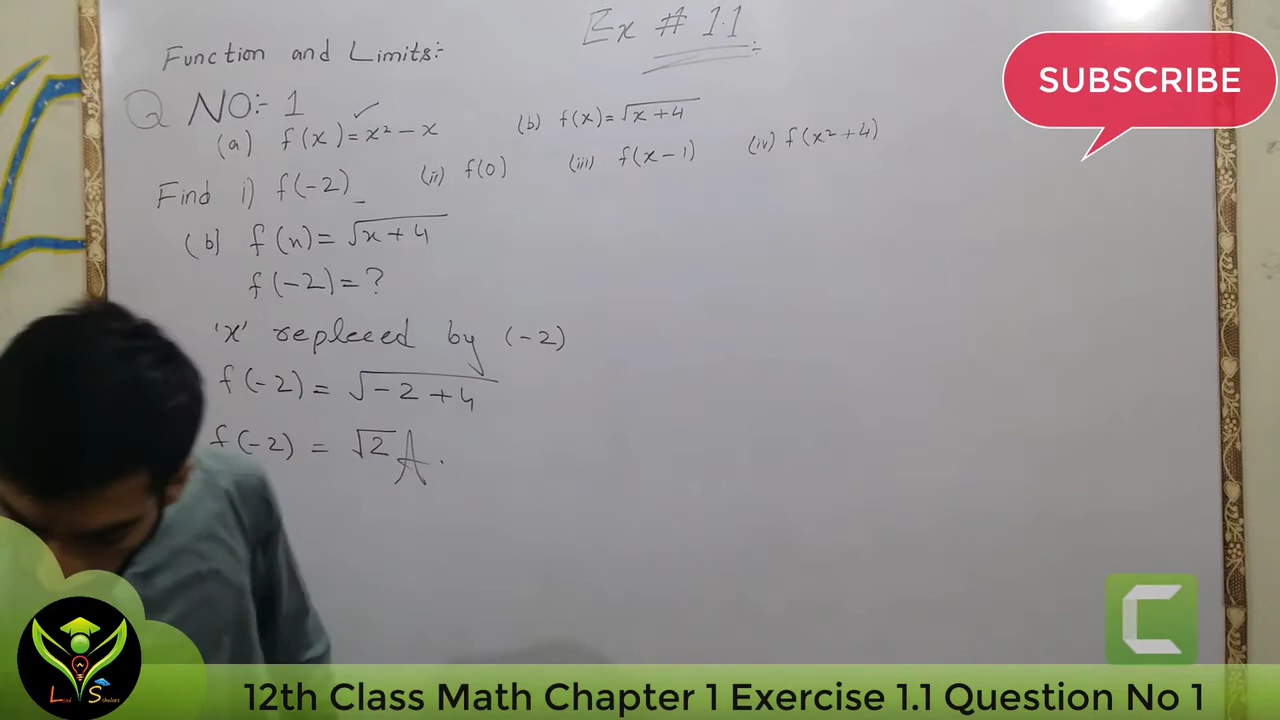 Ex # 1.1
Function and Limits:-
SUBSCRIBE
Q NO:- 1
(a) f(x)=x² – x (b) f(x)=√x+4
Find i) f(-2) (ii) f(0) (iii) f(x-1) (iv) f(x²+4)
(b) f(x)=√x+4
f(-2)=?
'x' repleeed by (-2)
f(-2) = √-2+4
f(-2) = √2 A.
12th Class Math Chapter 1 Exercise 1.1 Question No 1